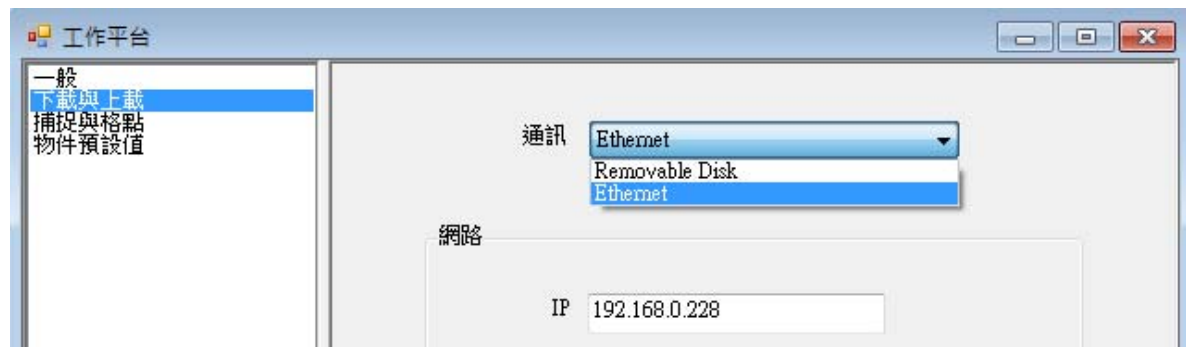 工作平台
一般
下載與上載
捕捉與格點
物件預設值
通訊 Ethernet
Removable Disk
Ethernet
網路
IP 192.168.0.228